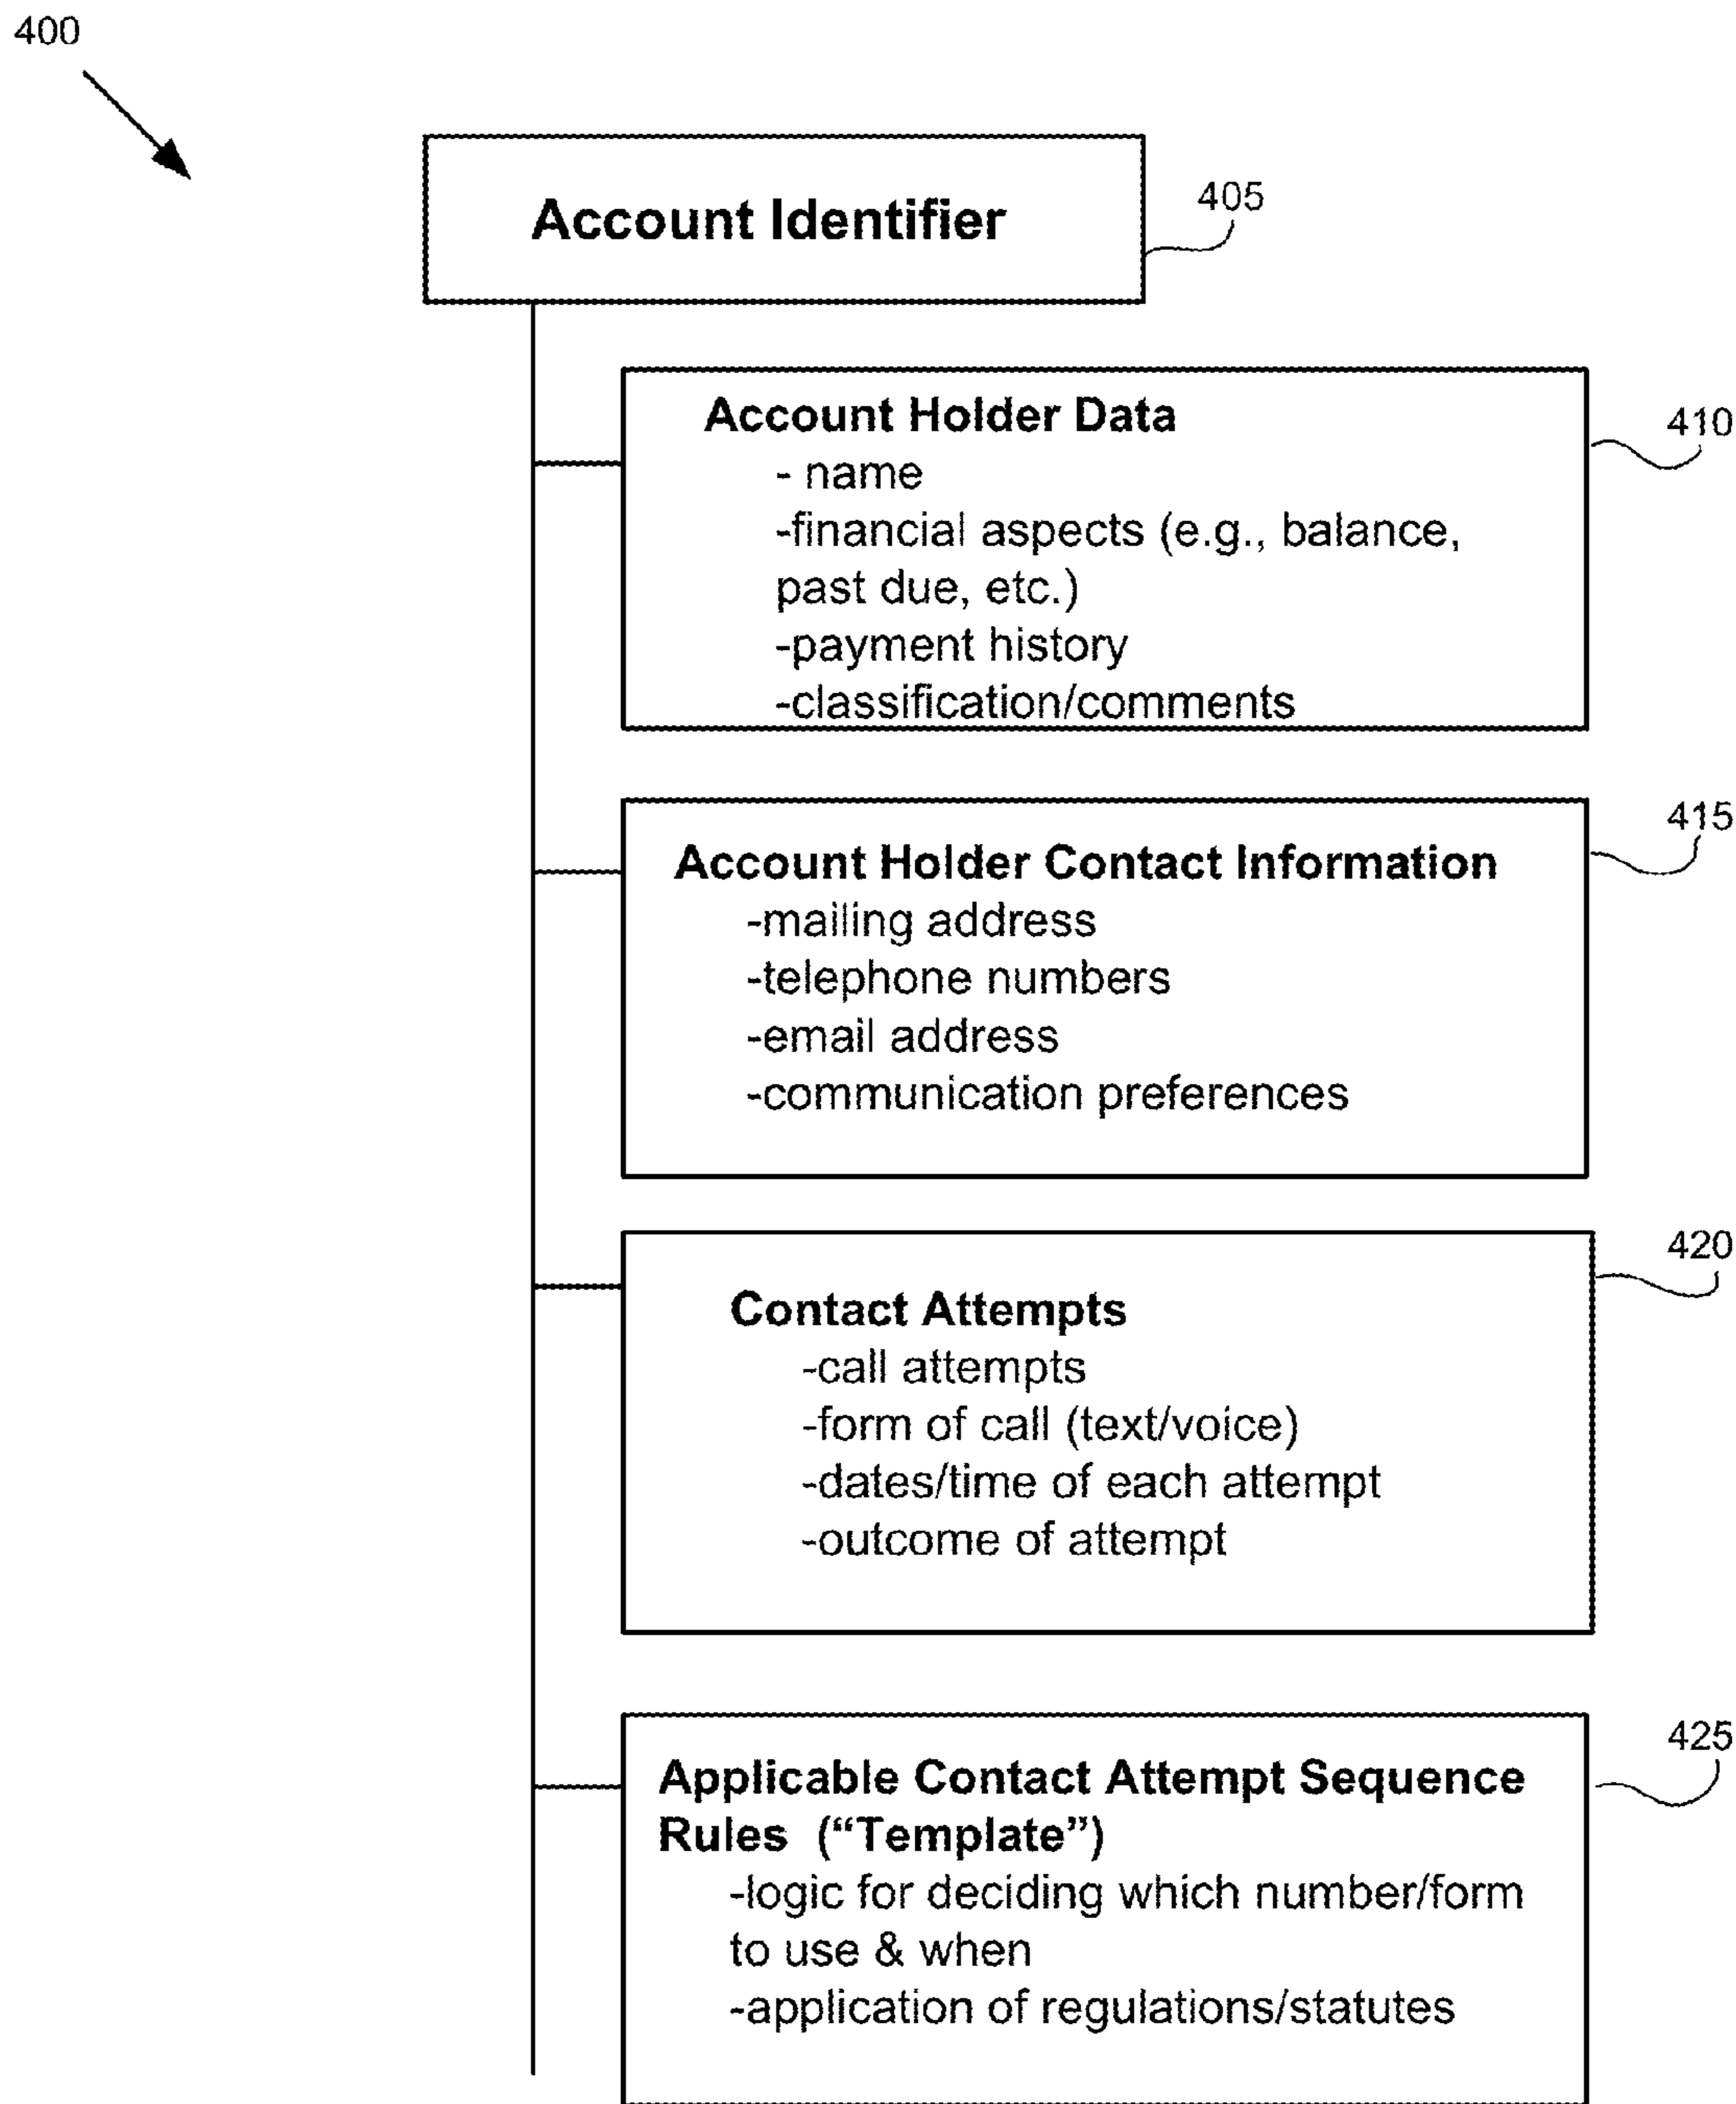 400
Account Identifier
405
Account Holder Data
410
- name
-financial aspects (e.g., balance,
past due, etc.)
-payment history
-classification/comments
415
Account Holder Contact Information
-mailing address
-telephone numbers
-email address
-communication preferences
420
Contact Attempts
-call attempts
-form of call (text/voice)
-dates/time of each attempt
-outcome of attempt
425
Applicable Contact Attempt Sequence
Rules (“Template”)
-logic for deciding which number/form
to use & when
-application of regulations/statutes